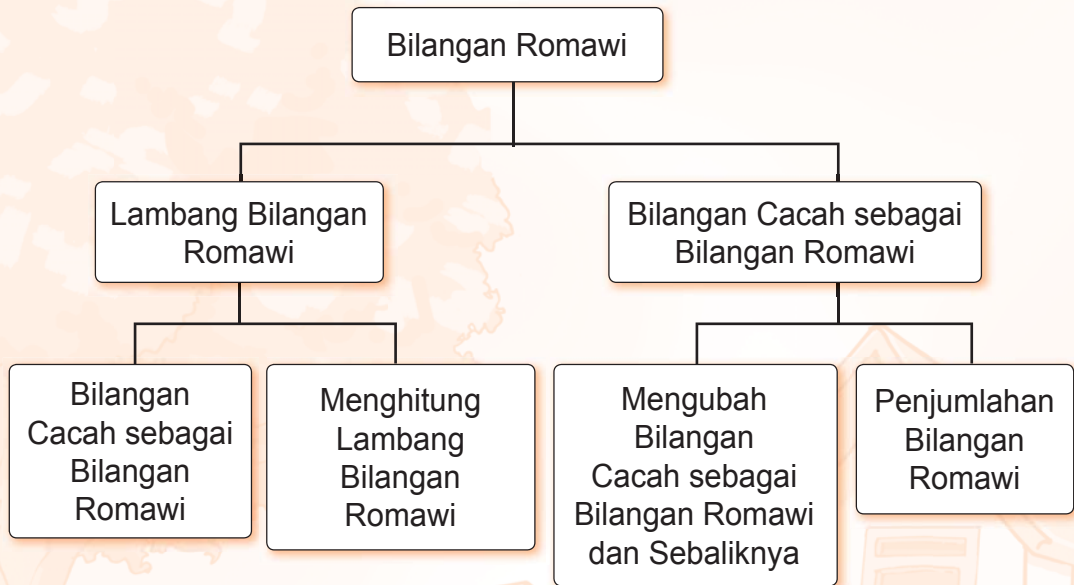 Bilangan Romawi
Lambang Bilangan
Romawi
Bilangan Cacah sebagai
Bilangan Romawi
Bilangan
Cacah sebagai
Bilangan
Romawi
Menghitung
Lambang
Bilangan
Romawi
Mengubah
Bilangan
Cacah sebagai
Bilangan Romawi
dan Sebaliknya
Penjumlahan
Bilangan
Romawi